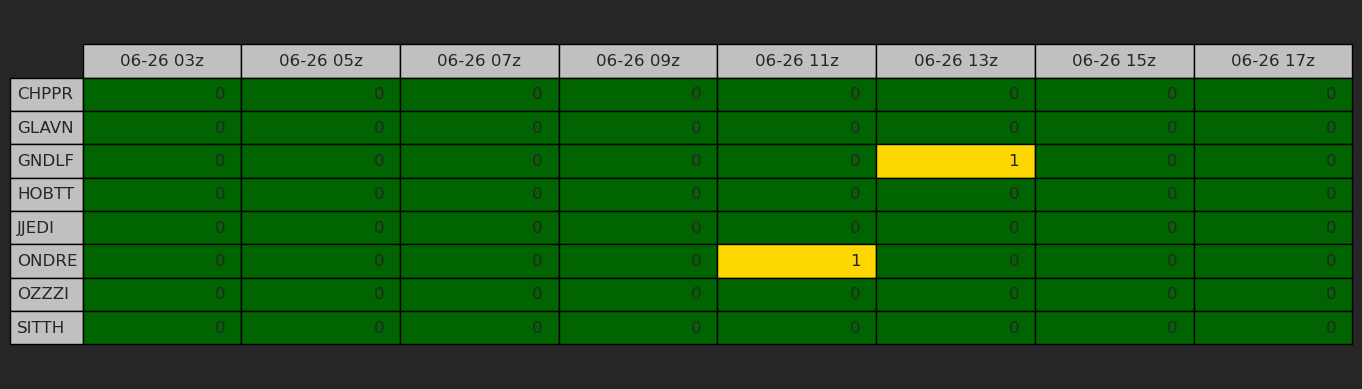 06-26 03z 06-26 05z 06-26 07z 06-26 09z 06-26 11z 06-26 13z 06-26 15z 06-26 17z
CHPPR 0 0 0 0 0 0 0 0
GLAVN 0 0 0 0 0 0 0 0
GNDLF 0 0 0 0 0 1 0 0
HOBTT 0 0 0 0 0 0 0 0
JJEDI 0 0 0 0 0 0 0 0
ONDRE 0 0 0 0 1 0 0 0
OZZZI 0 0 0 0 0 0 0 0
SITTH 0 0 0 0 0 0 0 0